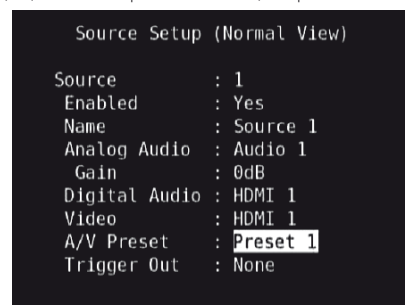 Source Setup (Normal View)
Source : 1
Enabled : Yes
Name : Source 1
Analog Audio : Audio 1
Gain : 0dB
Digital Audio : HDMI 1
Video : HDMI 1
A/V Preset : Preset 1
Trigger Out : None